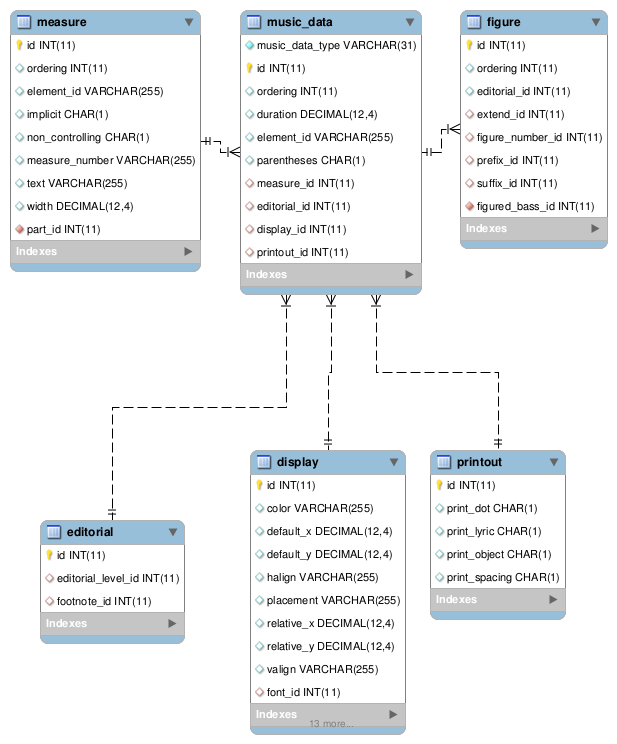 measure
id INT(11)
ordering INT(11)
element_id VARCHAR(255)
implicit CHAR(1)
non_controlling CHAR(1)
measure_number VARCHAR(255)
text VARCHAR(255)
width DECIMAL(12,4)
part_id INT(11)
Indexes
music_data
music_data_type VARCHAR(31)
id INT(11)
ordering INT(11)
duration DECIMAL(12,4)
element_id VARCHAR(255)
parentheses CHAR(1)
measure_id INT(11)
editorial_id INT(11)
display_id INT(11)
printout_id INT(11)
Indexes
figure
id INT(11)
ordering INT(11)
editorial_id INT(11)
extend_id INT(11)
figure_number_id INT(11)
prefix_id INT(11)
suffix_id INT(11)
figured_bass_id INT(11)
Indexes
editorial
id INT(11)
editorial_level_id INT(11)
footnote_id INT(11)
Indexes
display
id INT(11)
color VARCHAR(255)
default_x DECIMAL(12,4)
default_y DECIMAL(12,4)
halign VARCHAR(255)
placement VARCHAR(255)
relative_x DECIMAL(12,4)
relative_y DECIMAL(12,4)
valign VARCHAR(255)
font_id INT(11)
Indexes
13 more...
printout
id INT(11)
print_dot CHAR(1)
print_lyric CHAR(1)
print_object CHAR(1)
print_spacing CHAR(1)
Indexes